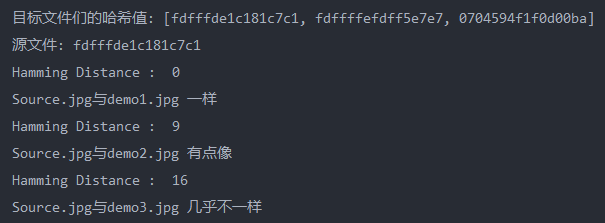 目标文件们的哈希值: [fdfffde1c181c7c1, fdffffefdff5e7e7, 0704594f1f0d00ba]
源文件: fdfffde1c181c7c1
Hamming Distance :  0
Source.jpg与demo1.jpg 一样
Hamming Distance :  9
Source.jpg与demo2.jpg 有点像
Hamming Distance :  16
Source.jpg与demo3.jpg 几乎不一样